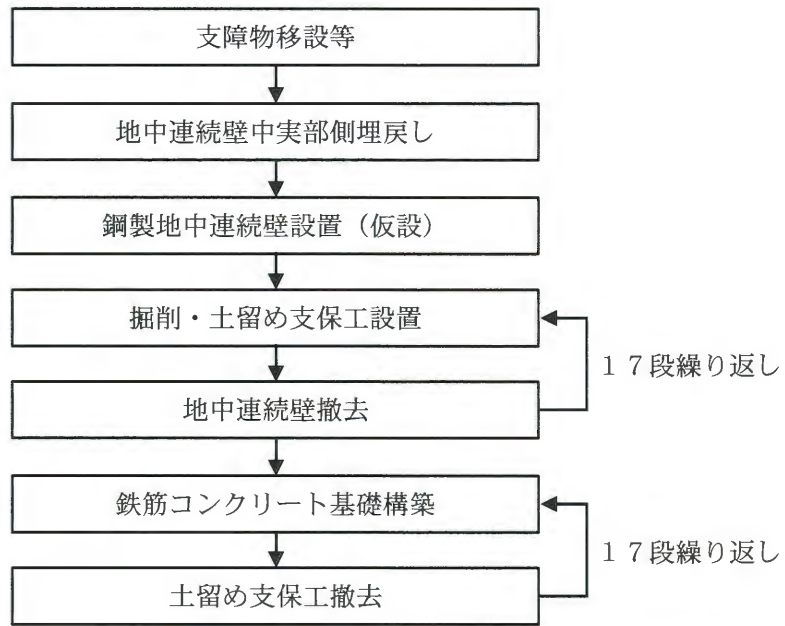 支障物移設等
地中連続壁中実部側埋戻し
鋼製地中連続壁設置（仮設）
掘削・土留め支保工設置
１７段繰り返し
地中連続壁撤去
鉄筋コンクリート基礎構築
１７段繰り返し
土留め支保工撤去